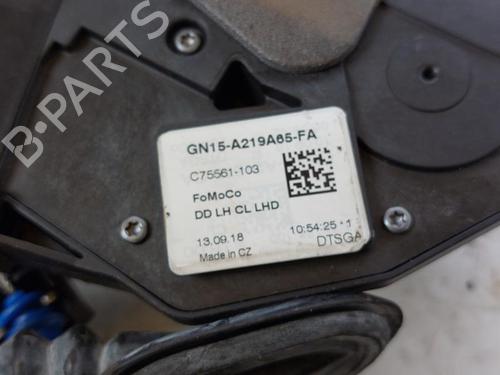 GN15-A219A65-FA
C75561-103
FoMoCo
DD LH CL LHD
13.09.18 10:54:25 *1
Made in CZ DTSGA
B-PARTS